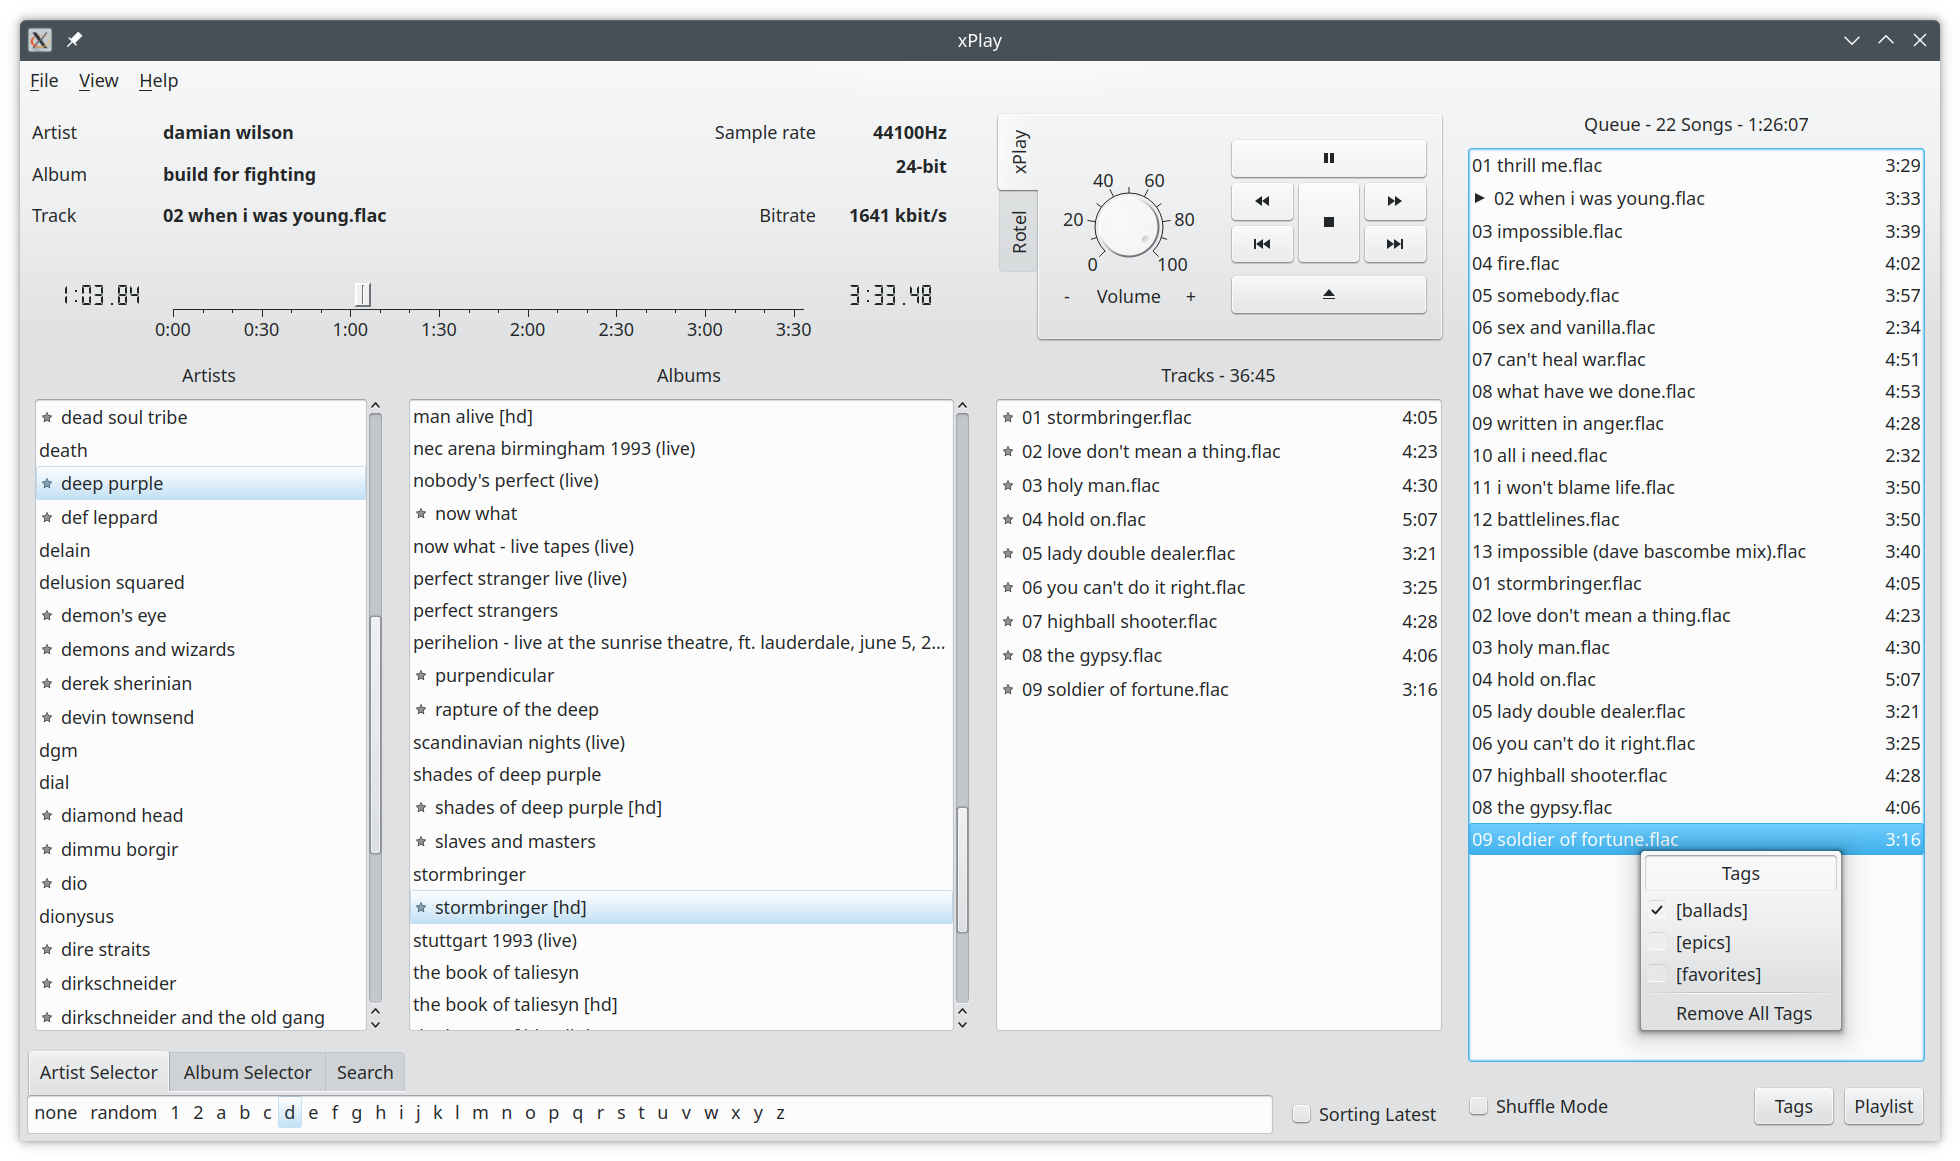 xPlay
File View Help
Artist damian wilson
Album build for fighting
Track 02 when i was young.flac
Sample rate 44100Hz
24-bit
Bitrate 1641 kbit/s
1:03.84
3:33.48
0:00 0:30 1:00 1:30 2:00 2:30 3:00 3:30
xPlay
Rotel
0 20 40 60 80 100
- Volume +
Queue - 22 Songs - 1:26:07
01 thrill me.flac 3:29
02 when i was young.flac 3:33
03 impossible.flac 3:39
04 fire.flac 4:02
05 somebody.flac 3:57
06 sex and vanilla.flac 2:34
07 can't heal war.flac 4:51
08 what have we done.flac 4:53
09 written in anger.flac 4:28
10 all i need.flac 2:32
11 i won't blame life.flac 3:50
12 battlelines.flac 3:50
13 impossible (dave bascombe mix).flac 3:40
01 stormbringer.flac 4:05
02 love don't mean a thing.flac 4:23
03 holy man.flac 4:30
04 hold on.flac 5:07
05 lady double dealer.flac 3:21
06 you can't do it right.flac 3:25
07 highball shooter.flac 4:28
08 the gypsy.flac 4:06
09 soldier of fortune.flac 3:16
Tags
[ballads]
[epics]
[favorites]
Remove All Tags
Artists
dead soul tribe
death
deep purple
def leppard
delain
delusion squared
demon's eye
demons and wizards
derek sherinian
devin townsend
dgm
dial
diamond head
dimmu borgir
dio
dionysus
dire straits
dirkschneider
dirkschneider and the old gang
Albums
man alive [hd]
nec arena birmingham 1993 (live)
nobody's perfect (live)
now what
now what - live tapes (live)
perfect stranger live (live)
perfect strangers
perihelion - live at the sunrise theatre, ft. lauderdale, june 5, 2...
purpendicular
rapture of the deep
scandinavian nights (live)
shades of deep purple
shades of deep purple [hd]
slaves and masters
stormbringer
stormbringer [hd]
stuttgart 1993 (live)
the book of taliesyn
the book of taliesyn [hd]
Tracks - 36:45
01 stormbringer.flac 4:05
02 love don't mean a thing.flac 4:23
03 holy man.flac 4:30
04 hold on.flac 5:07
05 lady double dealer.flac 3:21
06 you can't do it right.flac 3:25
07 highball shooter.flac 4:28
08 the gypsy.flac 4:06
09 soldier of fortune.flac 3:16
Artist Selector Album Selector Search
none random 1 2 a b c d e f g h i j k l m n o p q r s t u v w x y z
Sorting Latest
Shuffle Mode
Tags
Playlist